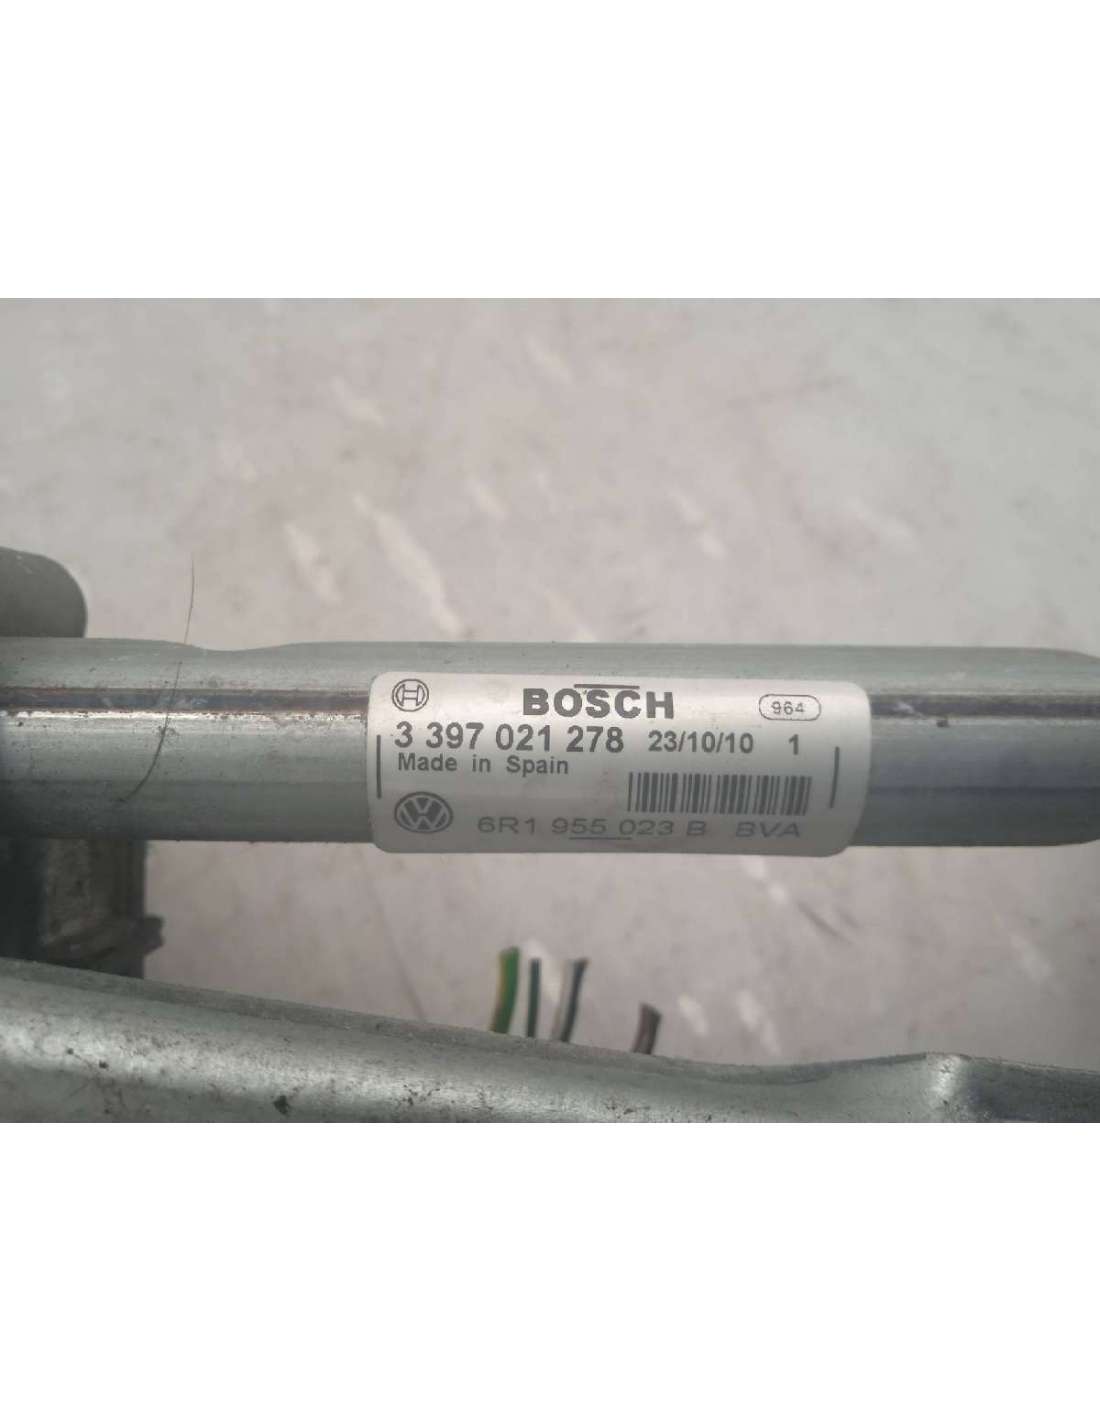 BOSCH 964
3 397 021 278 23/10/10 1
Made in Spain
6R1 955 023 B BVA